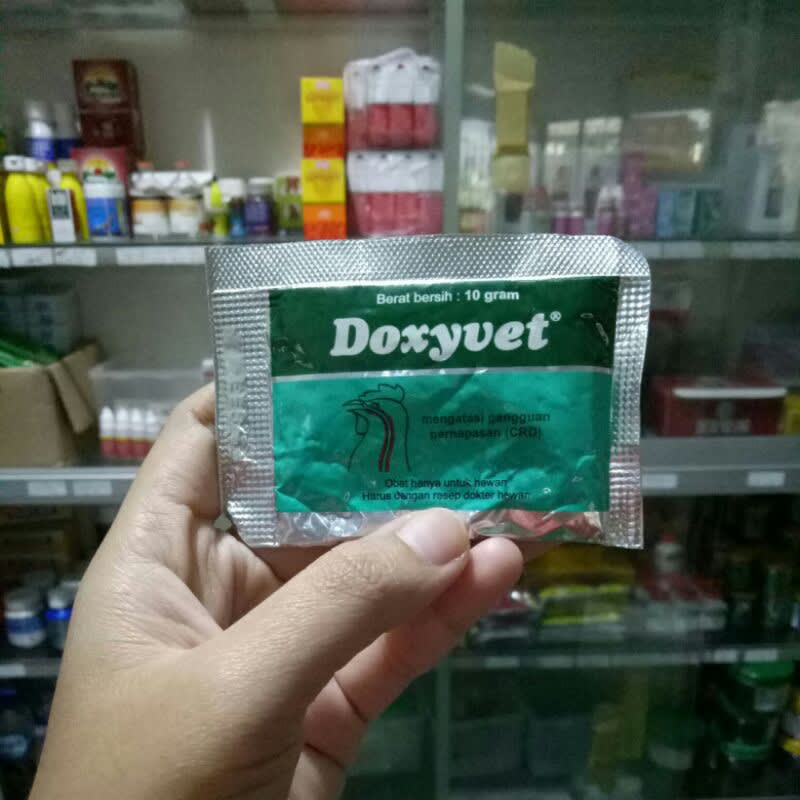 Berat bersih : 10 gram
Doxyvet®
mengatasi gangguan
pernapasan (CRD)
Obat hanya untuk hewan
Harus dengan resep dokter hewan